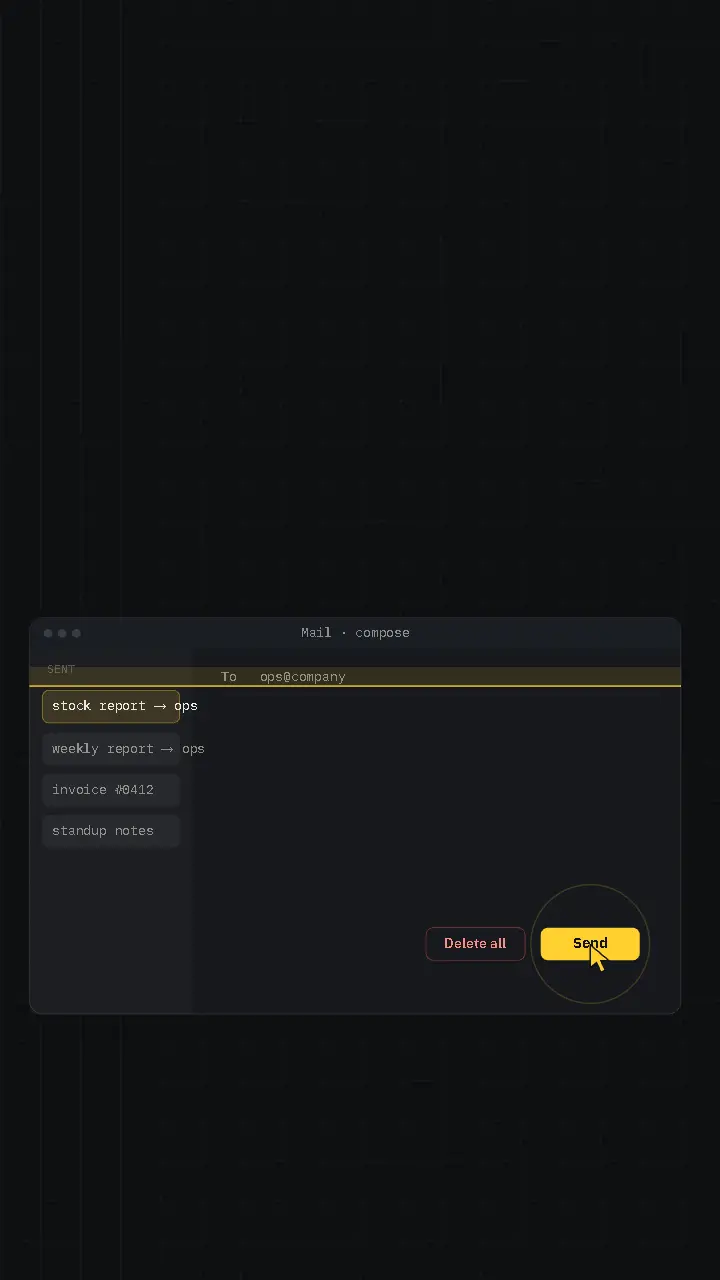 Mail · compose
SENT
To ops@company
stock report → ops
weekly report → ops
invoice #0412
standup notes
Delete all
Send